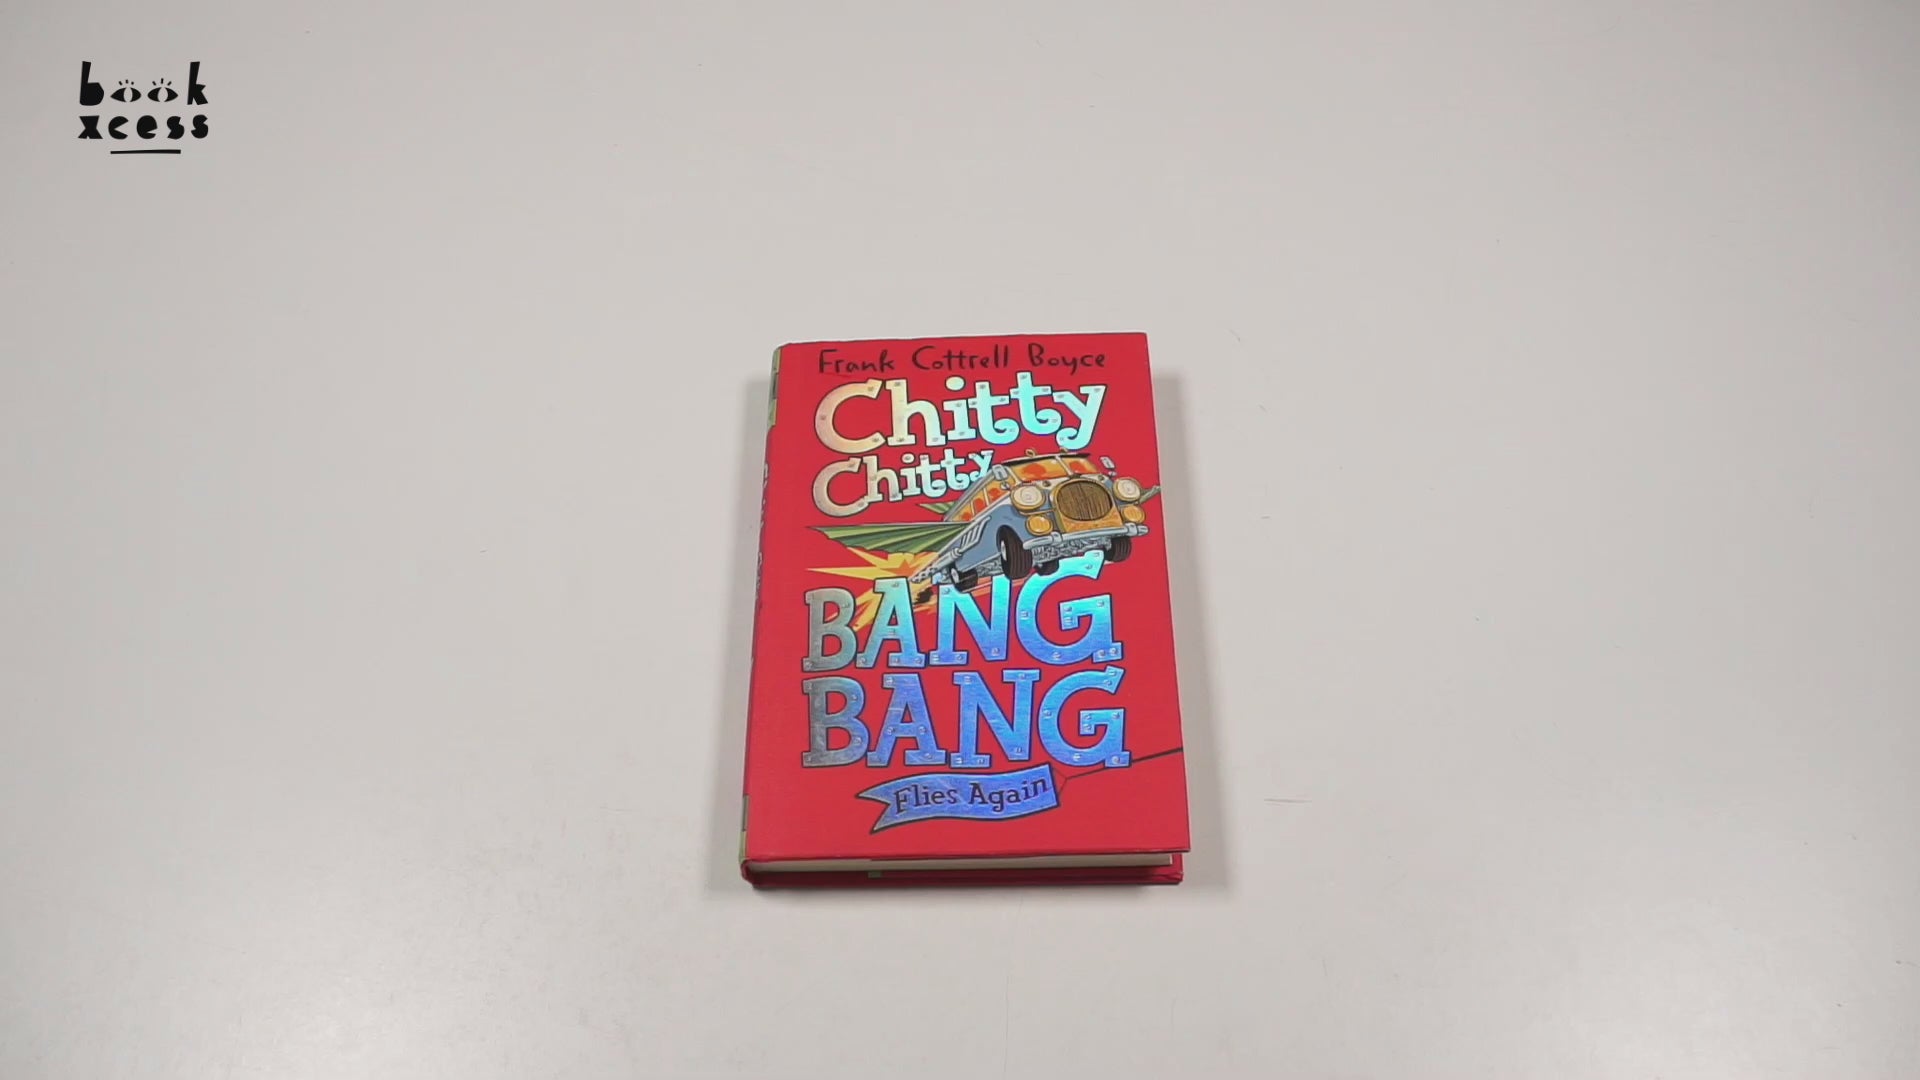 book
xcess
Frank Cottrell Boyce
Chitty
Chitty
BANG
BANG
Flies Again